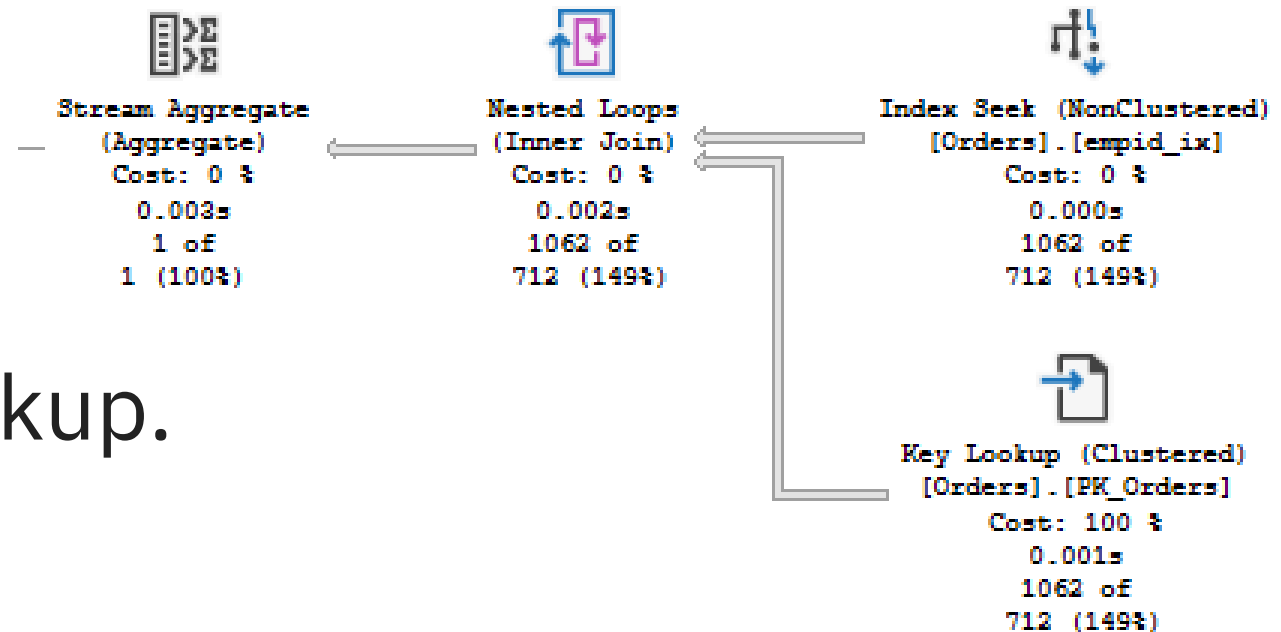 Stream Aggregate
(Aggregate)
Cost: 0 %
0.003s
1 of
1 (100%)
Nested Loops
(Inner Join)
Cost: 0 %
0.002s
1062 of
712 (149%)
Index Seek (NonClustered)
[Orders].[empid_ix]
Cost: 0 %
0.000s
1062 of
712 (149%)
kup.
Key Lookup (Clustered)
[Orders].[PK_Orders]
Cost: 100 %
0.001s
1062 of
712 (149%)